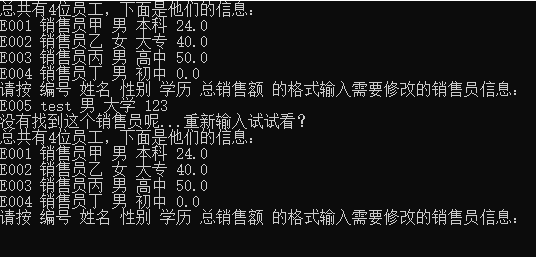 总共有4位员工，下面是他们的信息：
E001 销售员甲 男 本科 24.0
E002 销售员乙 女 大专 40.0
E003 销售员丙 男 高中 50.0
E004 销售员丁 男 初中 0.0
请按 编号 姓名 性别 学历 总销售额 的格式输入需要修改的销售员信息：
E005 test 男 大学 123
没有找到这个销售员呢...重新输入试试看？
总共有4位员工，下面是他们的信息：
E001 销售员甲 男 本科 24.0
E002 销售员乙 女 大专 40.0
E003 销售员丙 男 高中 50.0
E004 销售员丁 男 初中 0.0
请按 编号 姓名 性别 学历 总销售额 的格式输入需要修改的销售员信息：